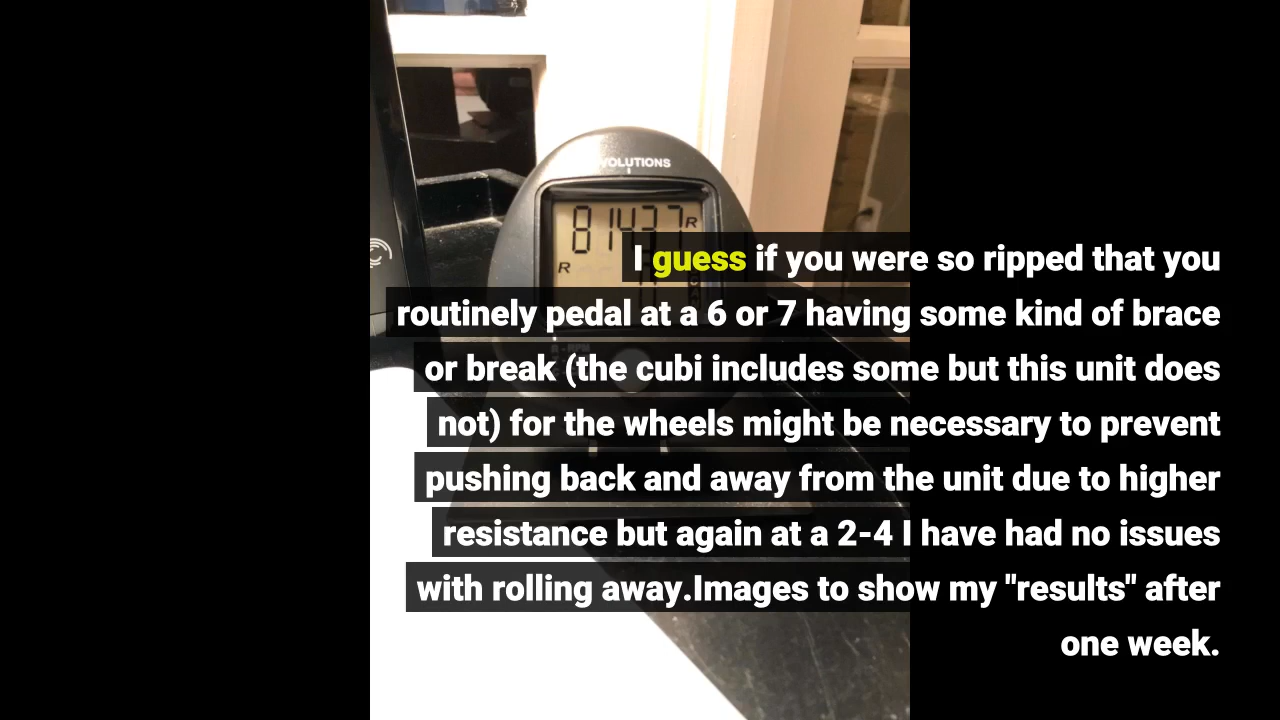 VOLUTIONS
81437 R
R
I guess if you were so ripped that you
routinely pedal at a 6 or 7 having some kind of brace
or break (the cubi includes some but this unit does
not) for the wheels might be necessary to prevent
pushing back and away from the unit due to higher
resistance but again at a 2-4 I have had no issues
with rolling away.Images to show my "results" after
one week.